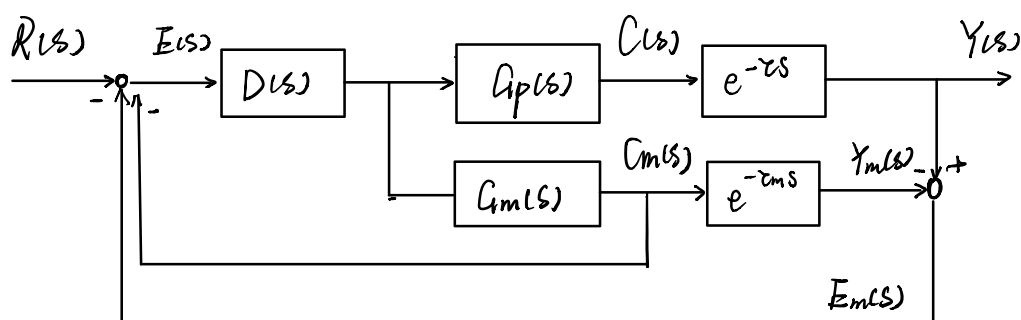 R(s) E(s) C(s) Y(s)
D(s) Gp(s) e^-τs
- -
Cm(s) Ym(s) - +
Gm(s) e^-τms
Em(s)